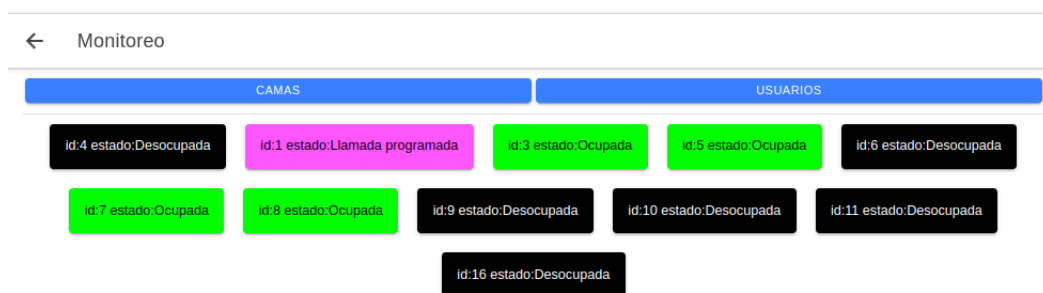 Monitoreo
CAMAS USUARIOS
id:4 estado:Desocupada id:1 estado:Llamada programada id:3 estado:Ocupada id:5 estado:Ocupada id:6 estado:Desocupada
id:7 estado:Ocupada id:8 estado:Ocupada id:9 estado:Desocupada id:10 estado:Desocupada id:11 estado:Desocupada
id:16 estado:Desocupada